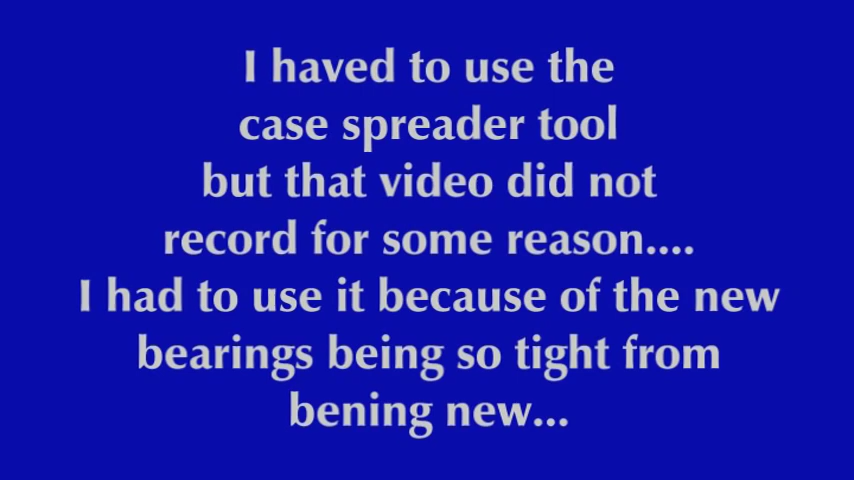 I haved to use the
case spreader tool
but that video did not
record for some reason....
I had to use it because of the new
bearings being so tight from
bening new...